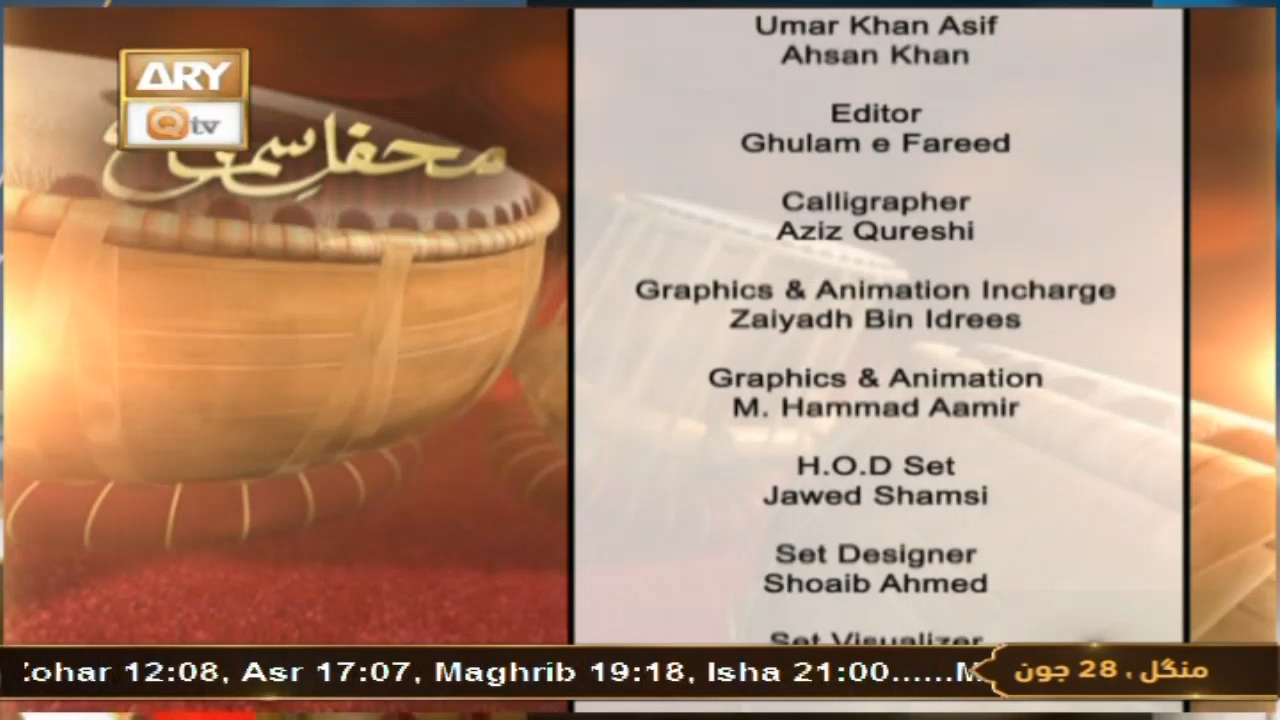 ARY
Qtv
محفل سماع
Umar Khan Asif
Ahsan Khan
Editor
Ghulam e Fareed
Calligrapher
Aziz Qureshi
Graphics & Animation Incharge
Zaiyadh Bin Idrees
Graphics & Animation
M. Hammad Aamir
H.O.D Set
Jawed Shamsi
Set Designer
Shoaib Ahmed
Set Visualizer
ohar 12:08, Asr 17:07, Maghrib 19:18, Isha 21:00......M
منگل ، 28 جون